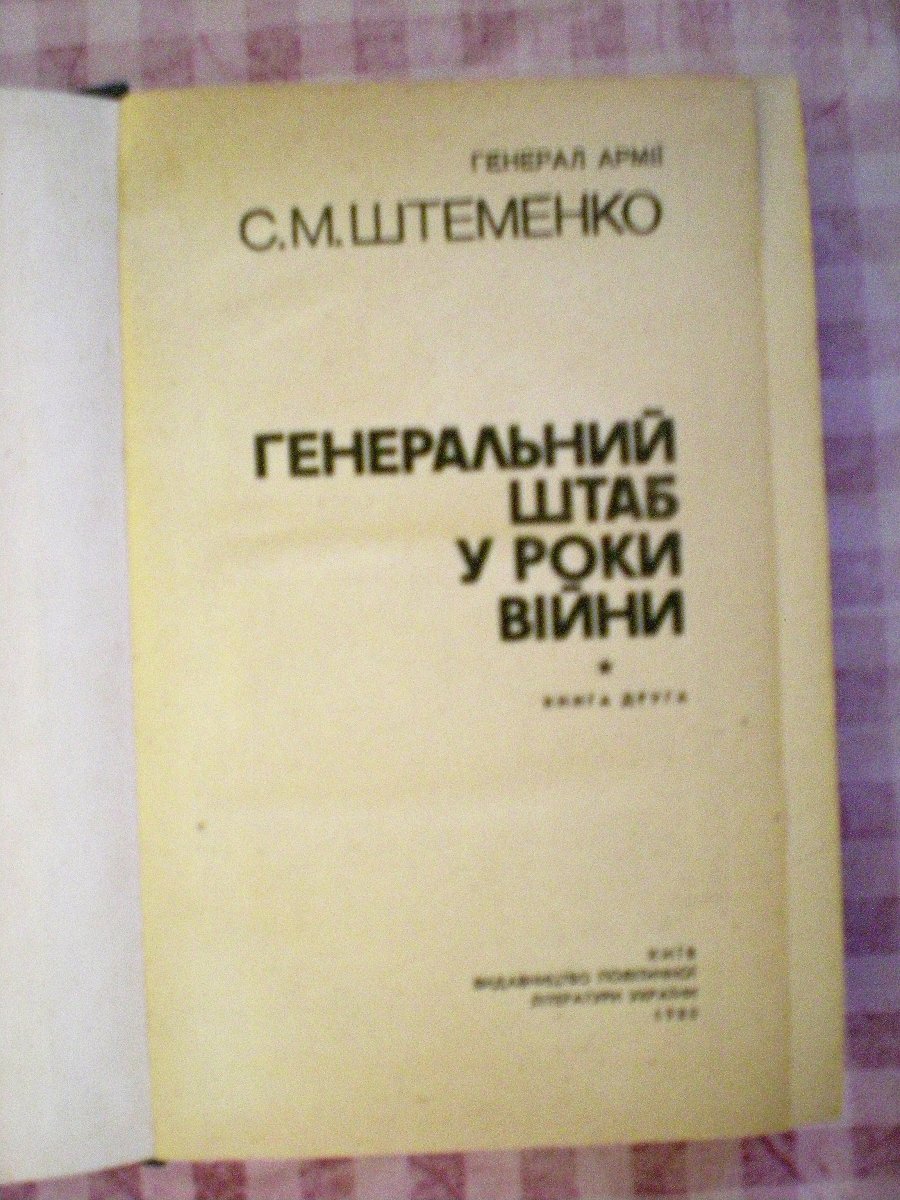 ГЕНЕРАЛ АРМІЇ
С.М.ШТЕМЕНКО
ГЕНЕРАЛЬНИЙ
ШТАБ
У РОКИ
ВІЙНИ
КНИГА ДРУГА
КИЇВ
ВИДАВНИЦТВО ПОЛІТИЧНОЇ
ЛІТЕРАТУРИ УКРАЇНИ